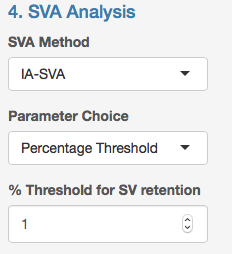 4. SVA Analysis
SVA Method
IA-SVA
Parameter Choice
Percentage Threshold
% Threshold for SV retention
1